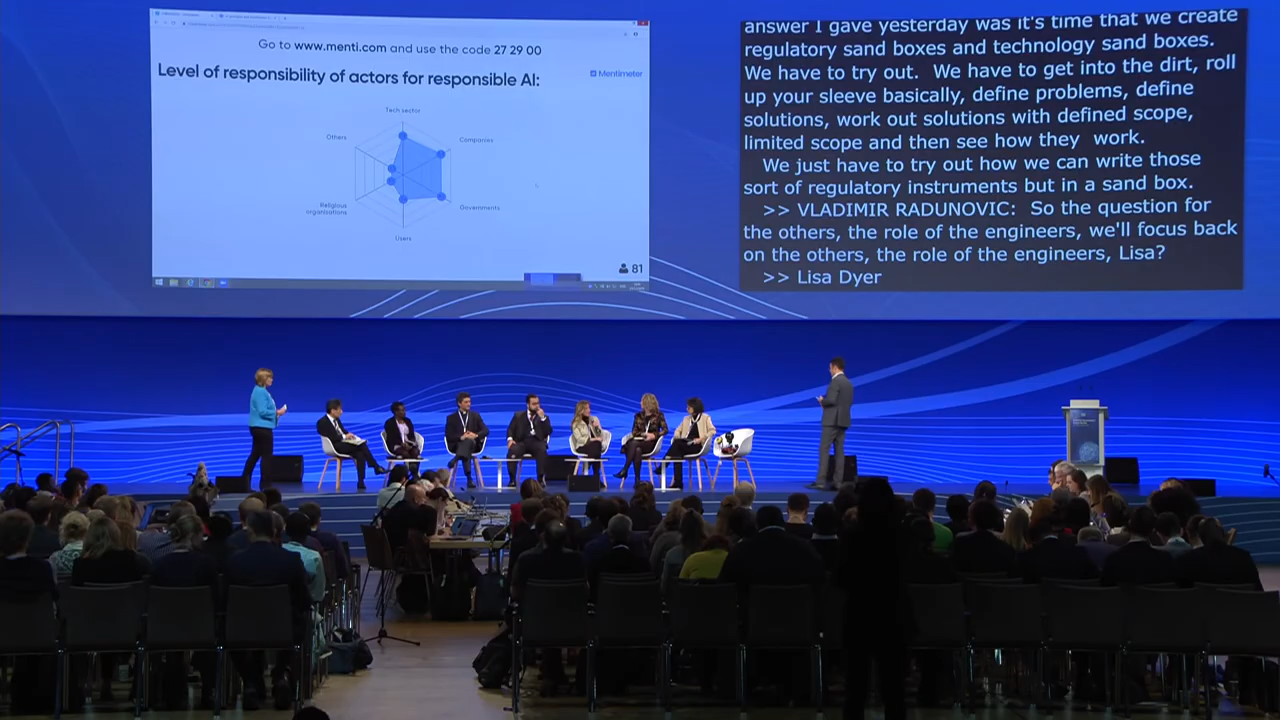 Go to www.menti.com and use the code 27 29 00
Level of responsibility of actors for responsible AI:
Mentimeter
Tech sector
Others
Companies
Religious
organisations
Governments
Users
81
answer I gave yesterday was it's time that we create
regulatory sand boxes and technology sand boxes.
We have to try out. We have to get into the dirt, roll
up your sleeve basically, define problems, define
solutions, work out solutions with defined scope,
limited scope and then see how they work.
We just have to try out how we can write those
sort of regulatory instruments but in a sand box.
>> VLADIMIR RADUNOVIC: So the question for
the others, the role of the engineers, we'll focus back
on the others, the role of the engineers, Lisa?
>> Lisa Dyer